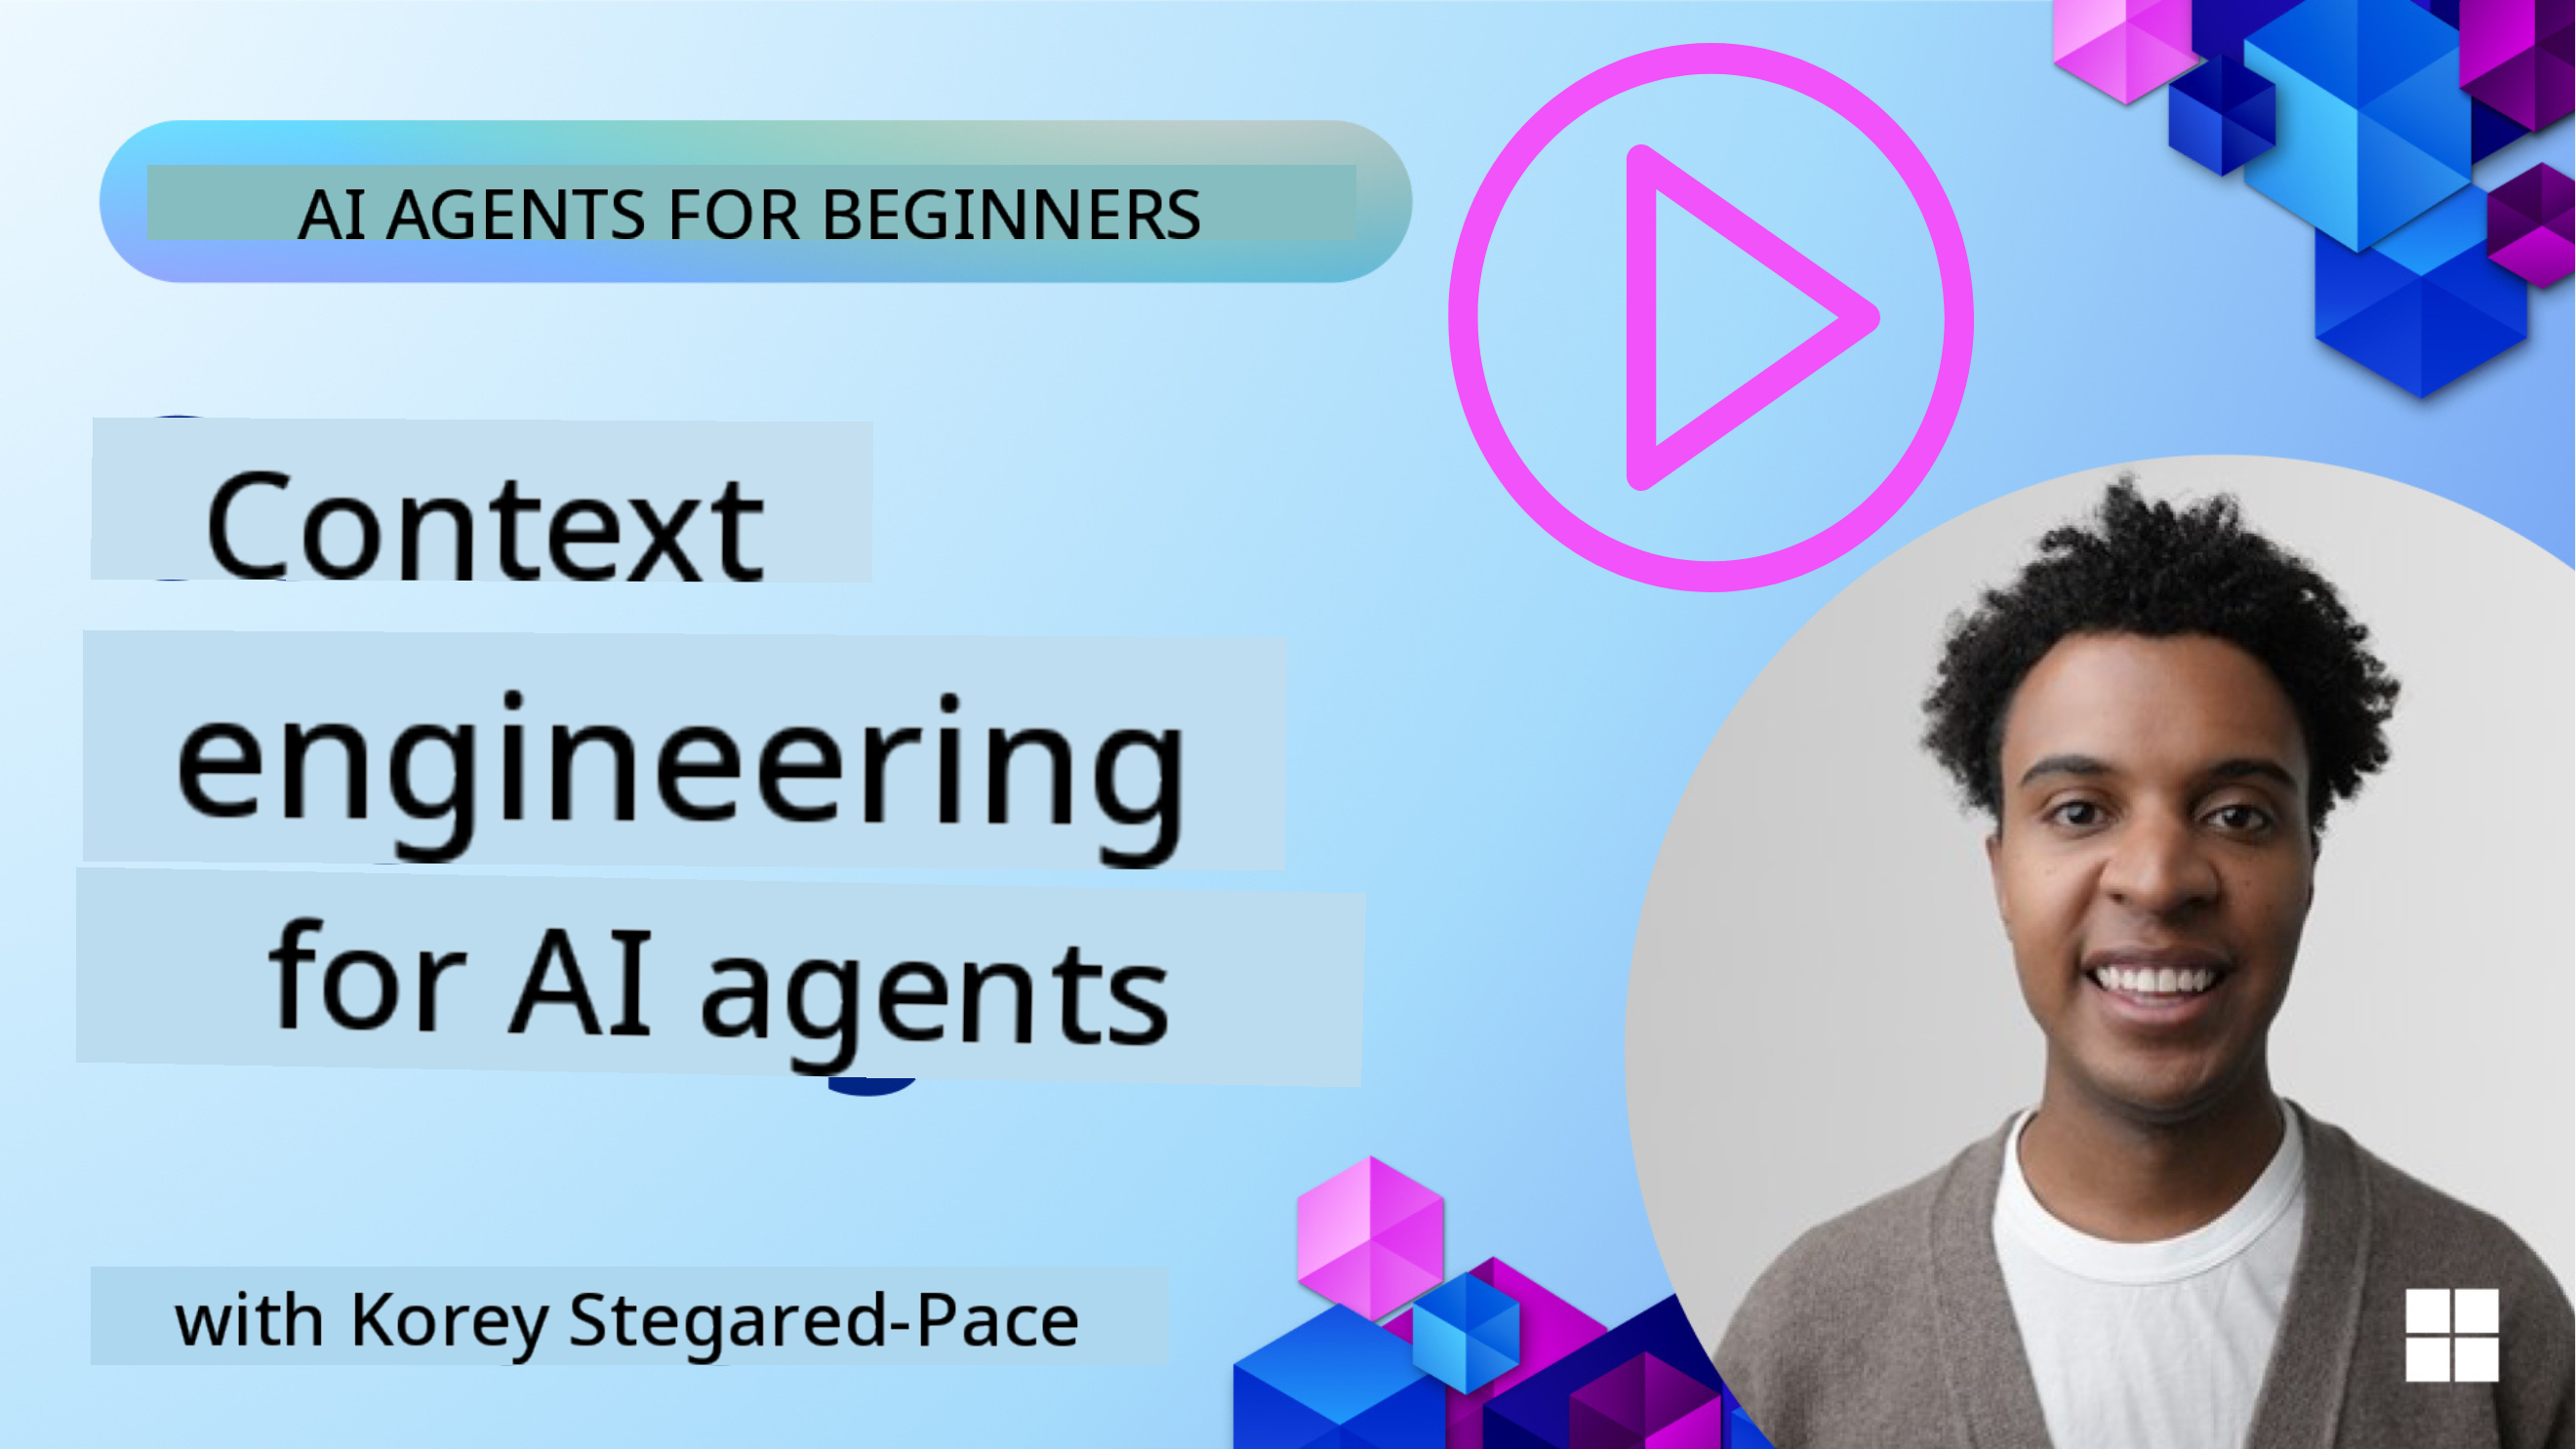 AI AGENTS FOR BEGINNERS
Context
engineering
for AI agents
with Korey Stegared-Pace